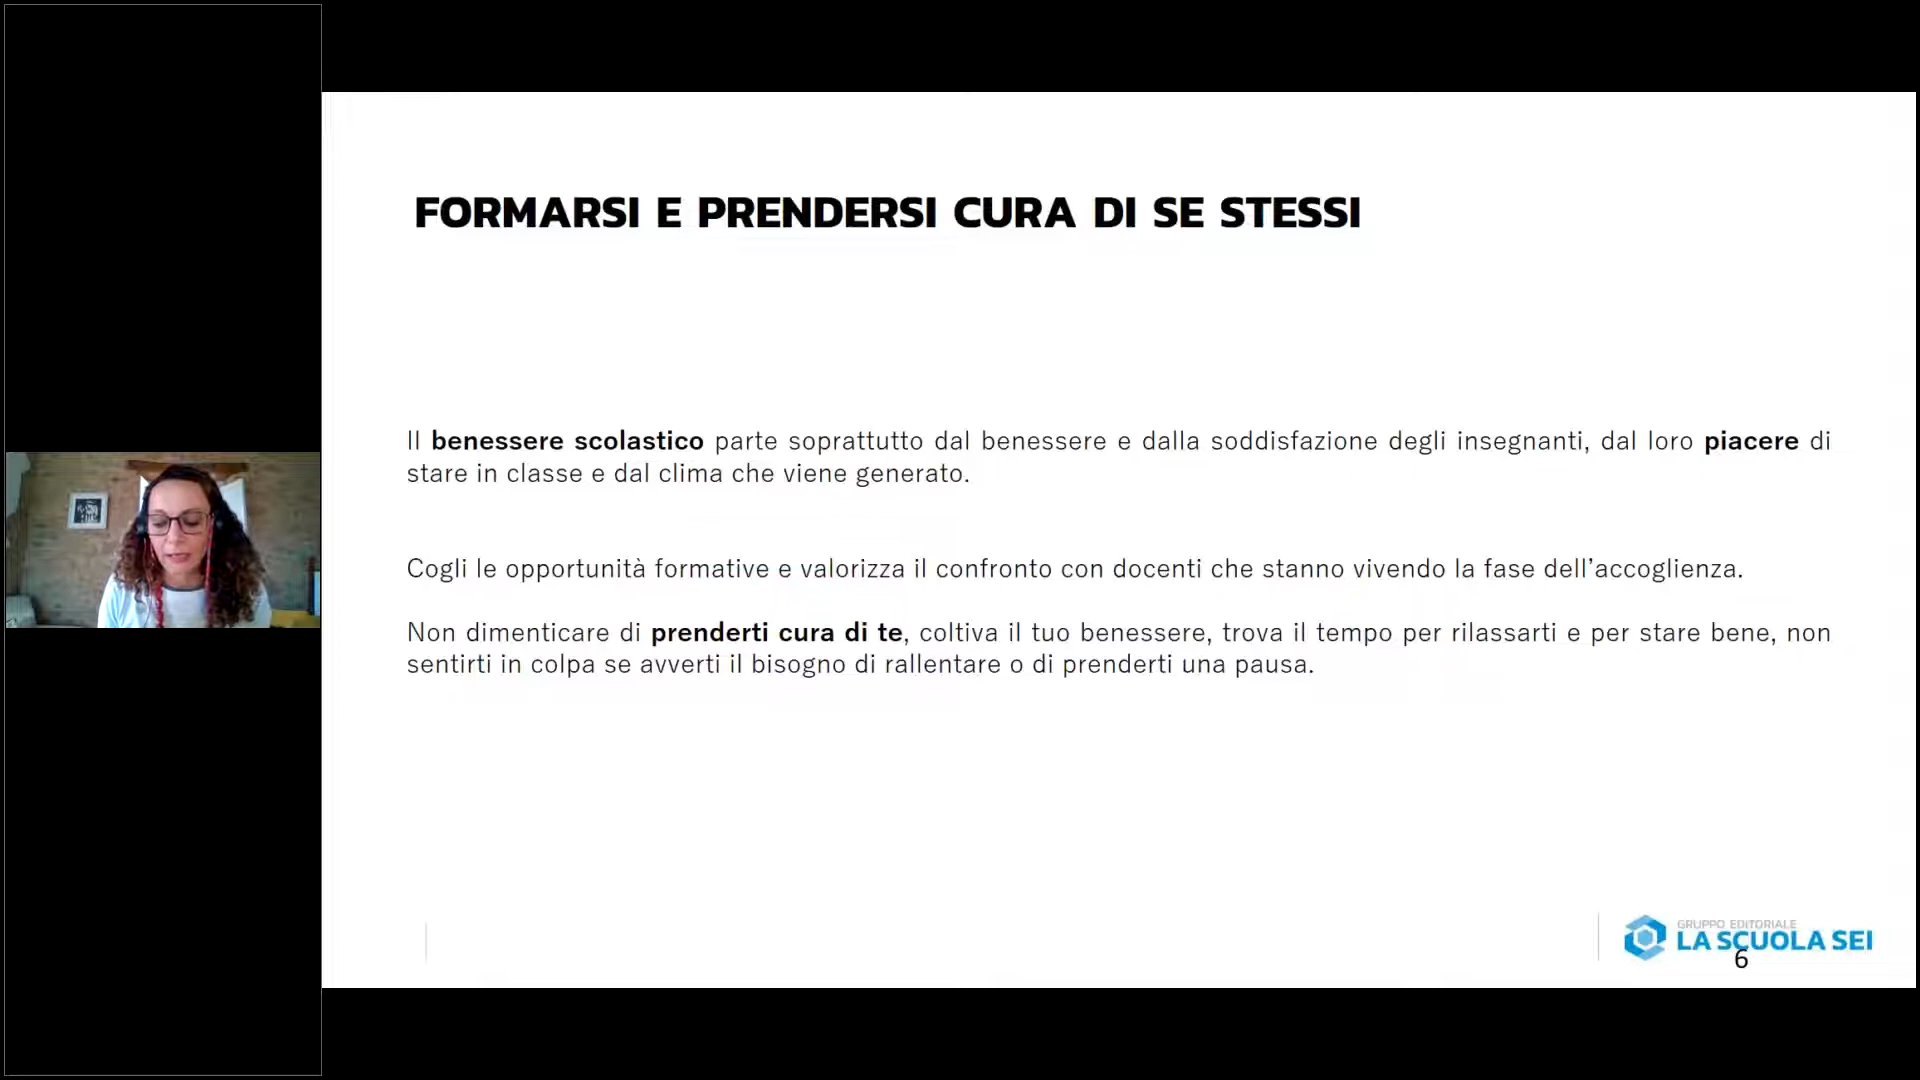 FORMARSI E PRENDERSI CURA DI SE STESSI
Il benessere scolastico parte soprattutto dal benessere e dalla soddisfazione degli insegnanti, dal loro piacere di
stare in classe e dal clima che viene generato.
Cogli le opportunità formative e valorizza il confronto con docenti che stanno vivendo la fase dell’accoglienza.
Non dimenticare di prenderti cura di te, coltiva il tuo benessere, trova il tempo per rilassarti e per stare bene, non
sentirti in colpa se avverti il bisogno di rallentare o di prenderti una pausa.
GRUPPO EDITORIALE
LA SCUOLA SEI
6